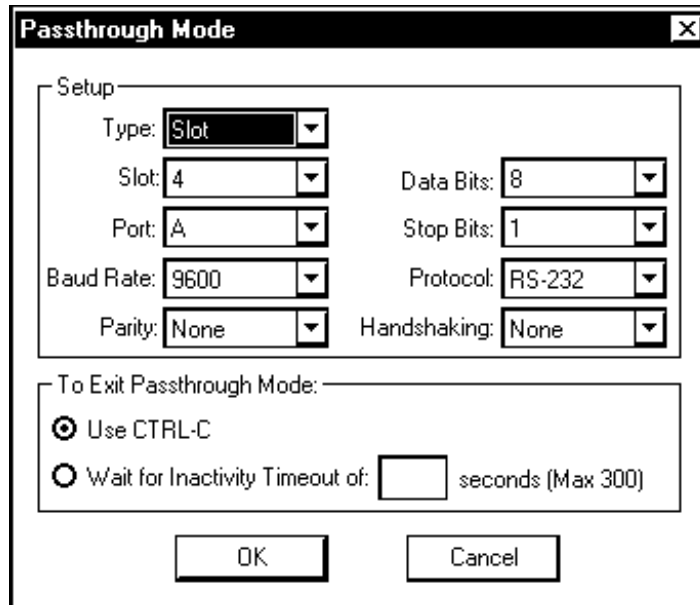 Passthrough Mode
Setup
Type: Slot
Slot: 4
Data Bits: 8
Port: A
Stop Bits: 1
Baud Rate: 9600
Protocol: RS-232
Parity: None
Handshaking: None
To Exit Passthrough Mode:
Use CTRL-C
Wait for Inactivity Timeout of: seconds (Max 300)
OK
Cancel